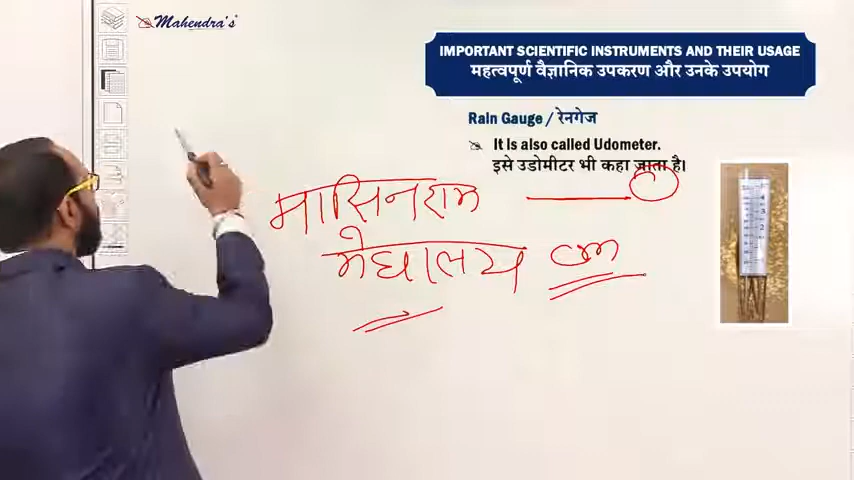 Mahendra's
IMPORTANT SCIENTIFIC INSTRUMENTS AND THEIR USAGE
महत्वपूर्ण वैज्ञानिक उपकरण और उनके उपयोग
Rain Gauge / रेनगेज
It is also called Udometer.
इसे उडोमीटर भी कहा जाता है।
मासिनराम
मेघालय cm